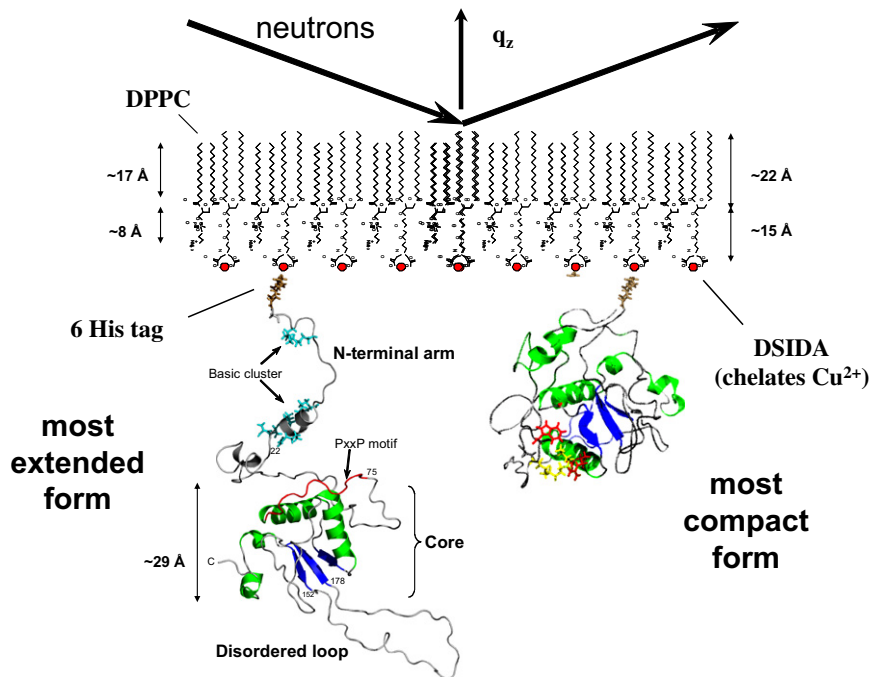 neutrons
q_z
DPPC
~17 Å
~22 Å
~8 Å
~15 Å
6 His tag
N-terminal arm
Basic cluster
DSIDA
(chelates Cu²⁺)
22
most
extended
form
PxxP motif
75
most
compact
form
Core
~29 Å
C
178
152
Disordered loop